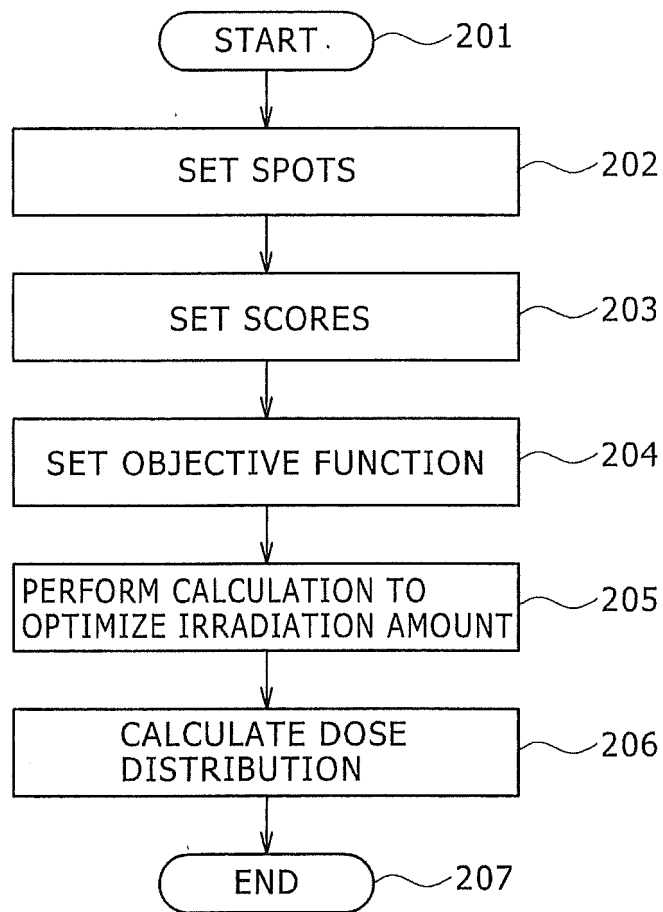 START
201
SET SPOTS
202
SET SCORES
203
SET OBJECTIVE FUNCTION
204
PERFORM CALCULATION TO
OPTIMIZE IRRADIATION AMOUNT
205
CALCULATE DOSE
DISTRIBUTION
206
END
207